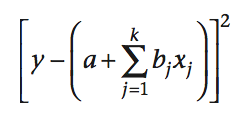 [y − (a + ∑_{j=1}^{k} b_j x_j)]^2